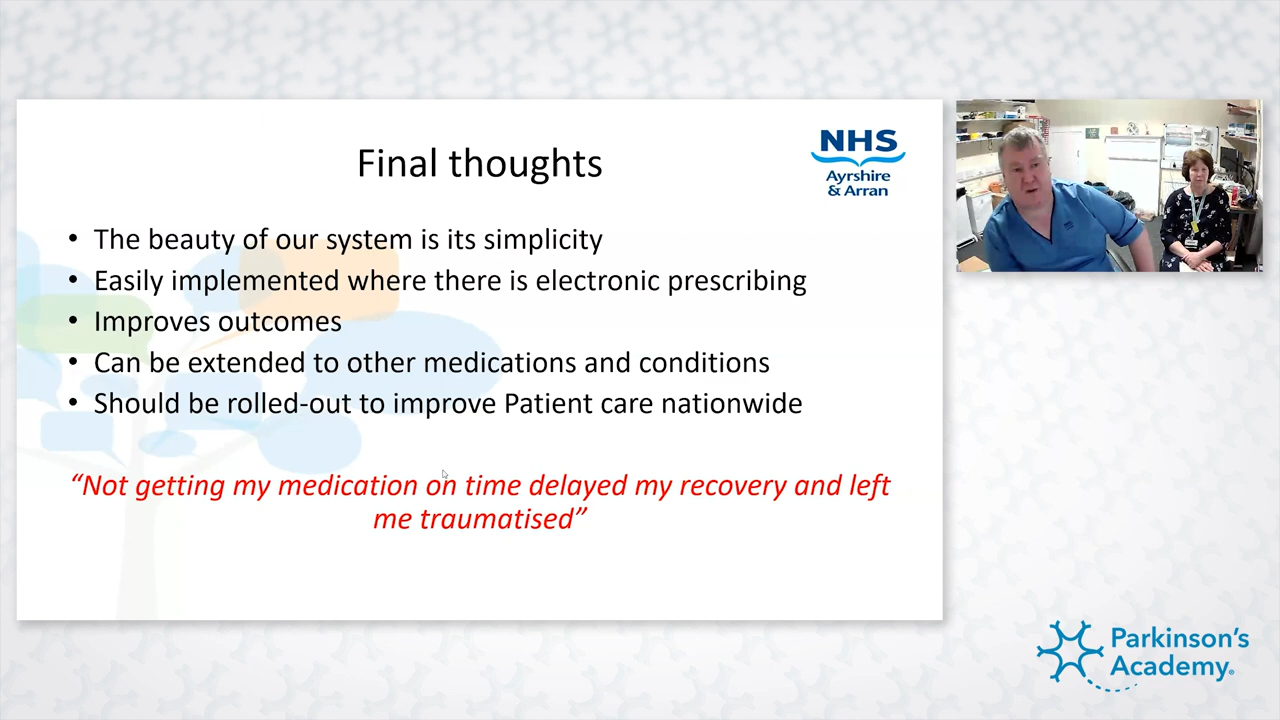 Final thoughts
NHS
Ayrshire
& Arran
• The beauty of our system is its simplicity
• Easily implemented where there is electronic prescribing
• Improves outcomes
• Can be extended to other medications and conditions
• Should be rolled-out to improve Patient care nationwide
“Not getting my medication on time delayed my recovery and left
me traumatised”
Parkinson’s
Academy®